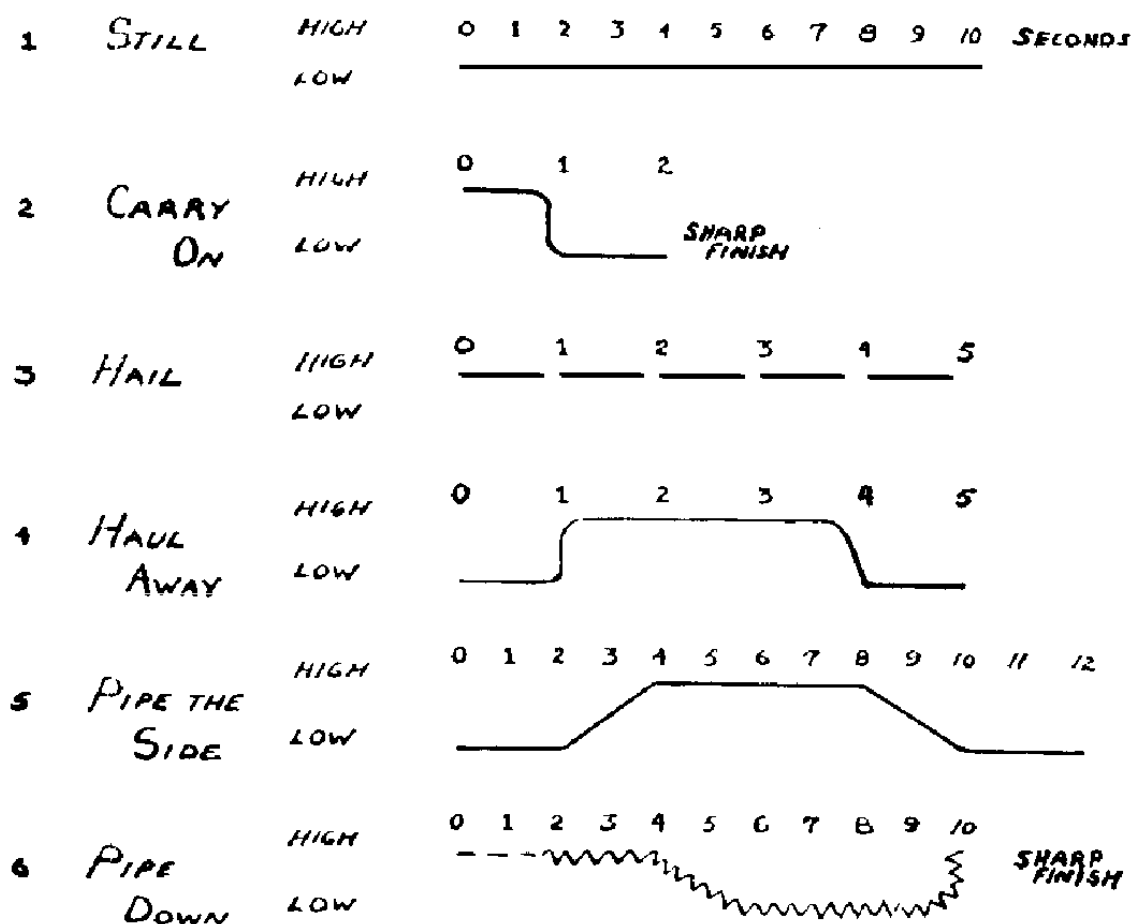 1 STILL HIGH 0 1 2 3 4 5 6 7 8 9 10 SECONDS
LOW
2 CARRY HIGH 0 1 2
ON LOW SHARP
FINISH
3 HAIL HIGH 0 1 2 3 4 5
LOW
4 HAUL HIGH 0 1 2 3 4 5
AWAY LOW
5 PIPE THE HIGH 0 1 2 3 4 5 6 7 8 9 10 11 12
SIDE LOW
6 PIPE HIGH 0 1 2 3 4 5 6 7 8 9 10 SHARP
FINISH
DOWN LOW